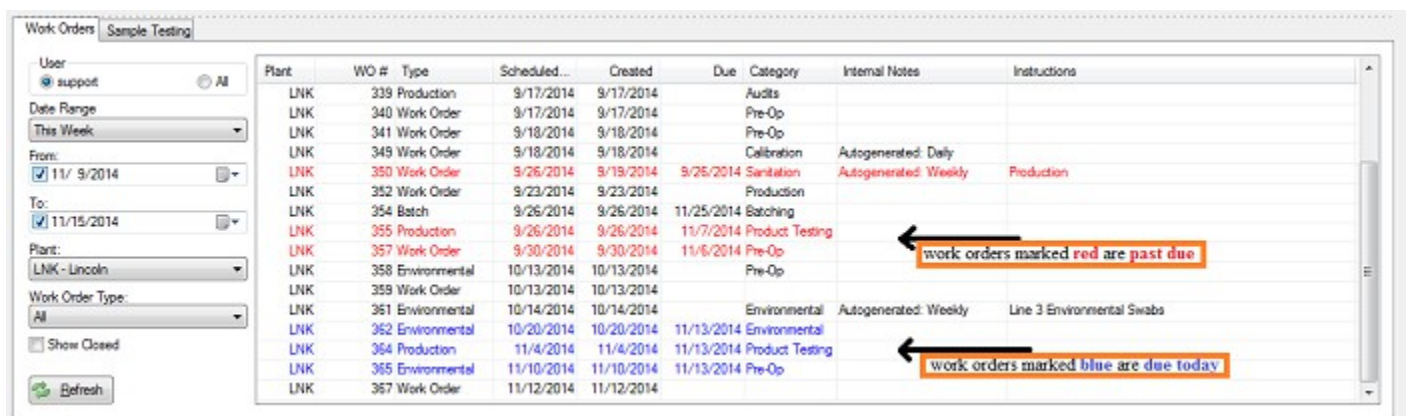 Work Orders Sample Testing
User
support All
Date Range
This Week
From:
11/ 9/2014
To:
11/15/2014
Plant:
LNK - Lincoln
Work Order Type:
All
Show Closed
Refresh
Plant WO # Type Scheduled... Created Due Category Internal Notes Instructions
LNK 339 Production 9/17/2014 9/17/2014 Audits
LNK 340 Work Order 9/17/2014 9/17/2014 Pre-Op
LNK 341 Work Order 9/18/2014 9/18/2014 Pre-Op
LNK 349 Work Order 9/18/2014 9/18/2014 Calibration Autogenerated: Daily
LNK 350 Work Order 9/26/2014 9/19/2014 9/26/2014 Sanitation Autogenerated: Weekly Production
LNK 352 Work Order 9/23/2014 9/23/2014 Production
LNK 354 Batch 9/26/2014 9/26/2014 11/25/2014 Batching
LNK 355 Production 9/26/2014 9/26/2014 11/7/2014 Product Testing
LNK 357 Work Order 9/30/2014 9/30/2014 11/6/2014 Pre-Op
work orders marked red are past due
LNK 358 Environmental 10/13/2014 10/13/2014 Pre-Op
LNK 359 Work Order 10/13/2014 10/13/2014
LNK 361 Environmental 10/14/2014 10/14/2014 Environmental Autogenerated: Weekly Line 3 Environmental Swabs
LNK 362 Environmental 10/20/2014 10/20/2014 11/13/2014 Environmental
LNK 364 Production 11/4/2014 11/4/2014 11/13/2014 Product Testing
LNK 365 Environmental 11/10/2014 11/10/2014 11/13/2014 Pre-Op
work orders marked blue are due today
LNK 367 Work Order 11/12/2014 11/12/2014